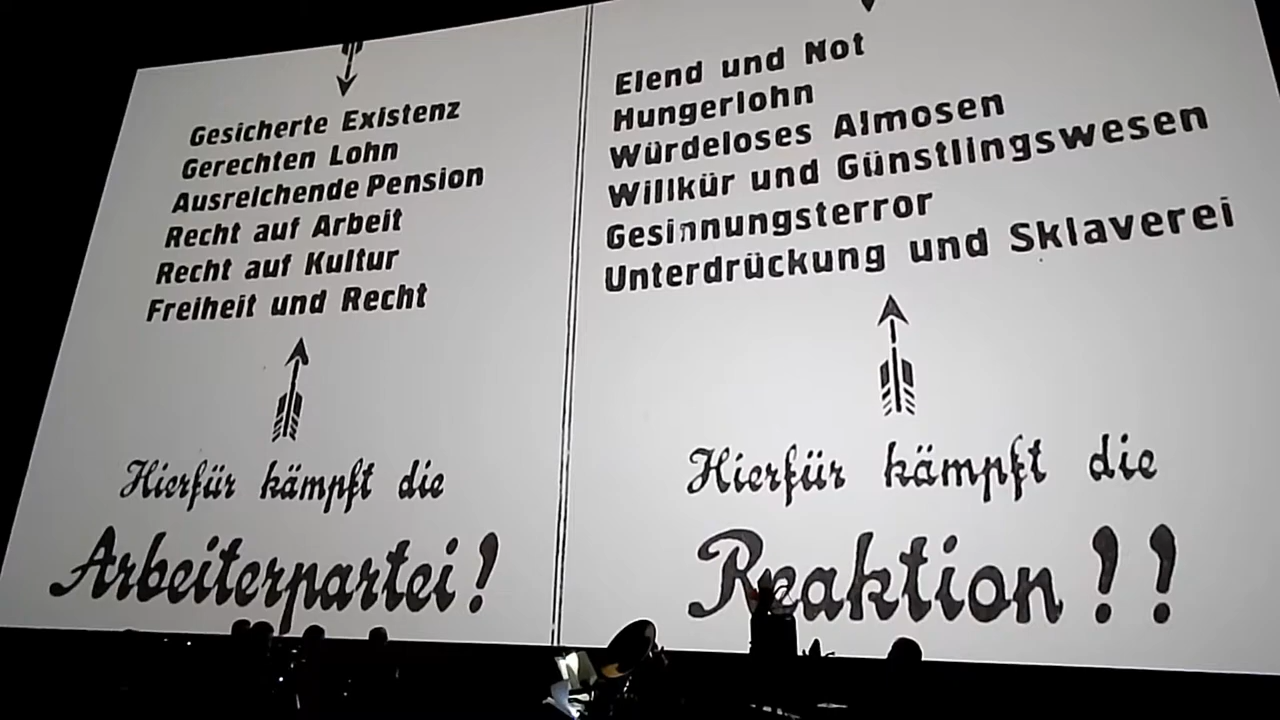 Gesicherte Existenz
Gerechten Lohn
Ausreichende Pension
Recht auf Arbeit
Recht auf Kultur
Freiheit und Recht
Hierfür kämpft die
Arbeiterpartei!
Elend und Not
Hungerlohn
Würdeloses Almosen
Willkür und Günstlingswesen
Gesinnungsterror
Unterdrückung und Sklaverei
Hierfür kämpft die
Reaktion!!